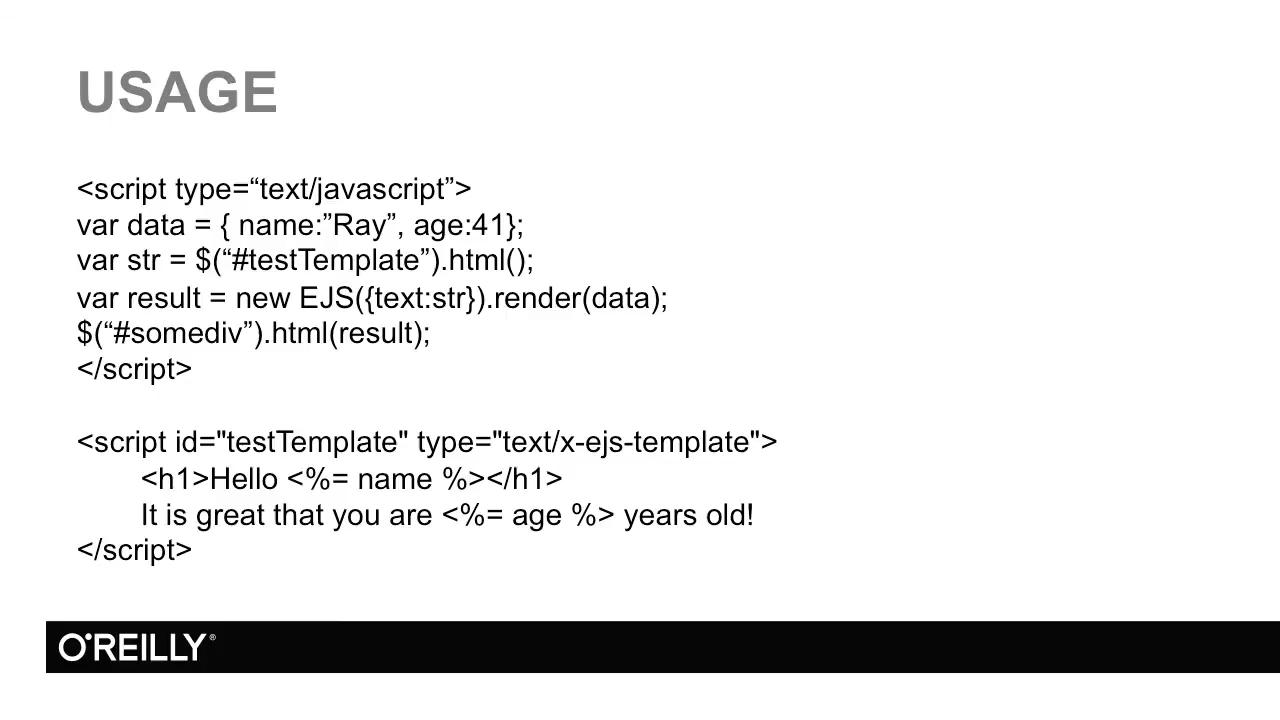 USAGE
<script type=“text/javascript”>
var data = { name:”Ray”, age:41};
var str = $(“#testTemplate”).html();
var result = new EJS({text:str}).render(data);
$(“#somediv”).html(result);
</script>
<script id="testTemplate" type="text/x-ejs-template">
<h1>Hello <%= name %></h1>
It is great that you are <%= age %> years old!
</script>
O'REILLY®